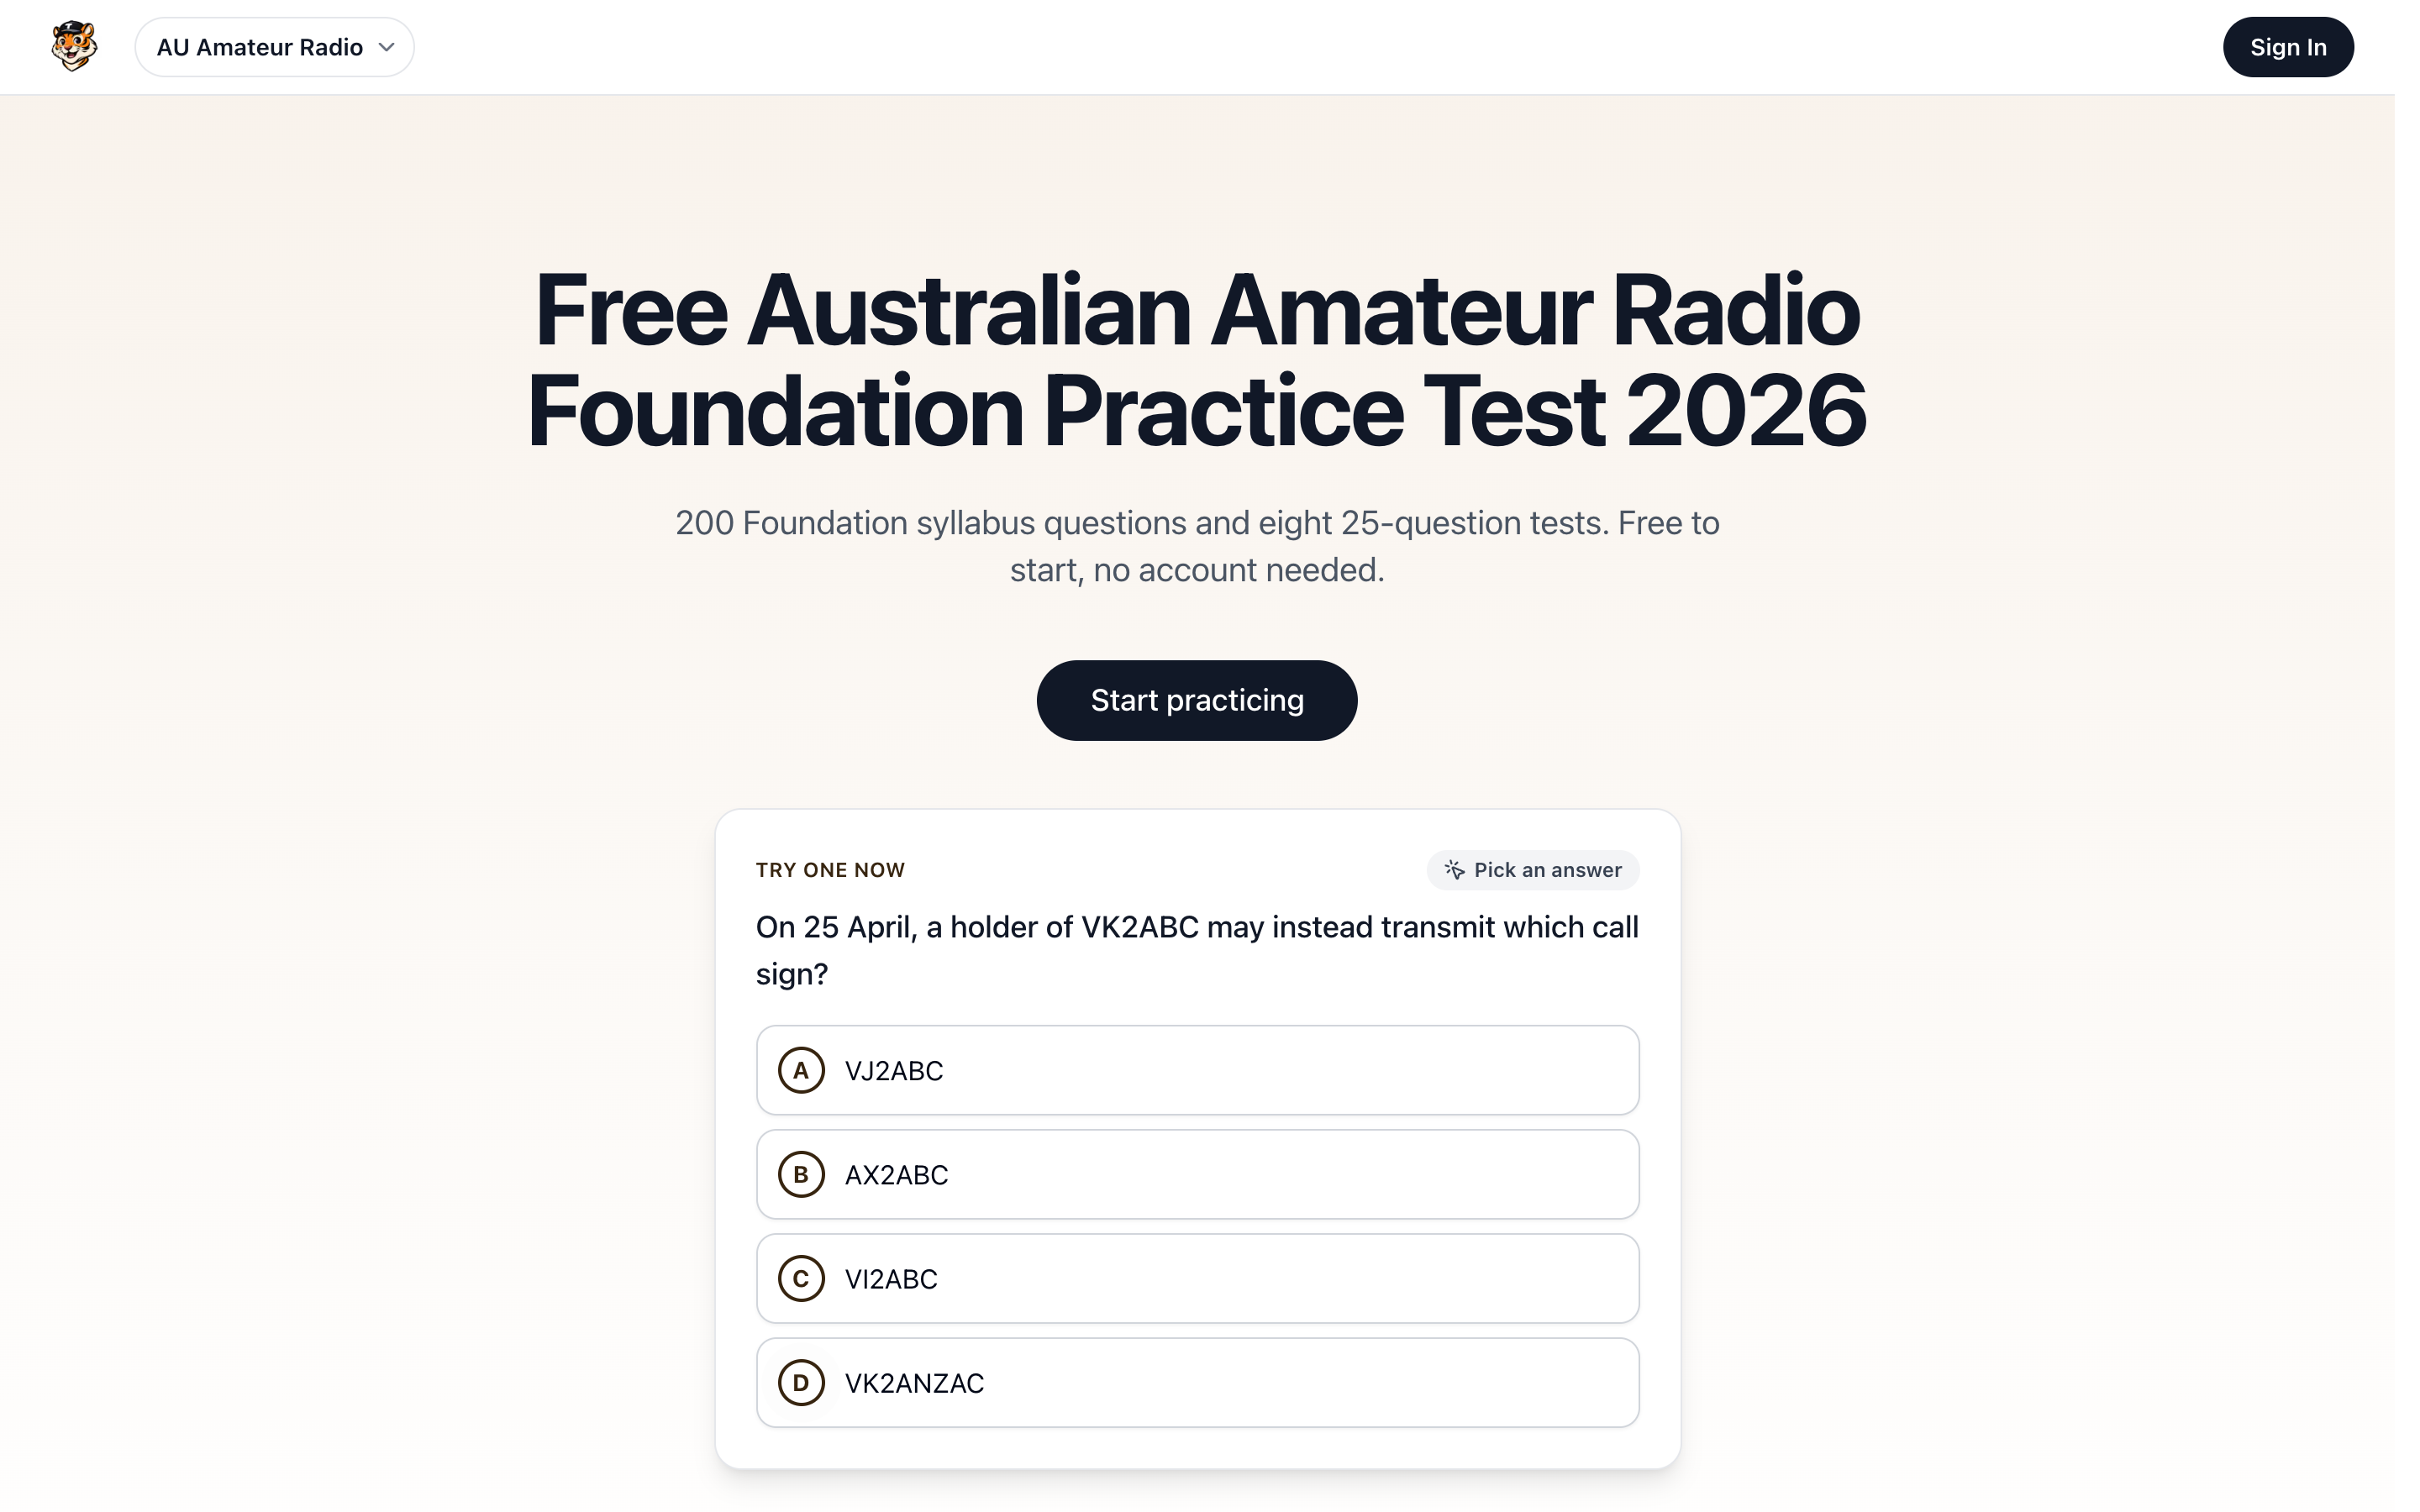 AU Amateur Radio
Sign In
Free Australian Amateur Radio
Foundation Practice Test 2026
200 Foundation syllabus questions and eight 25-question tests. Free to
start, no account needed.
Start practicing
TRY ONE NOW
Pick an answer
On 25 April, a holder of VK2ABC may instead transmit which call
sign?
A VJ2ABC
B AX2ABC
C VI2ABC
D VK2ANZAC